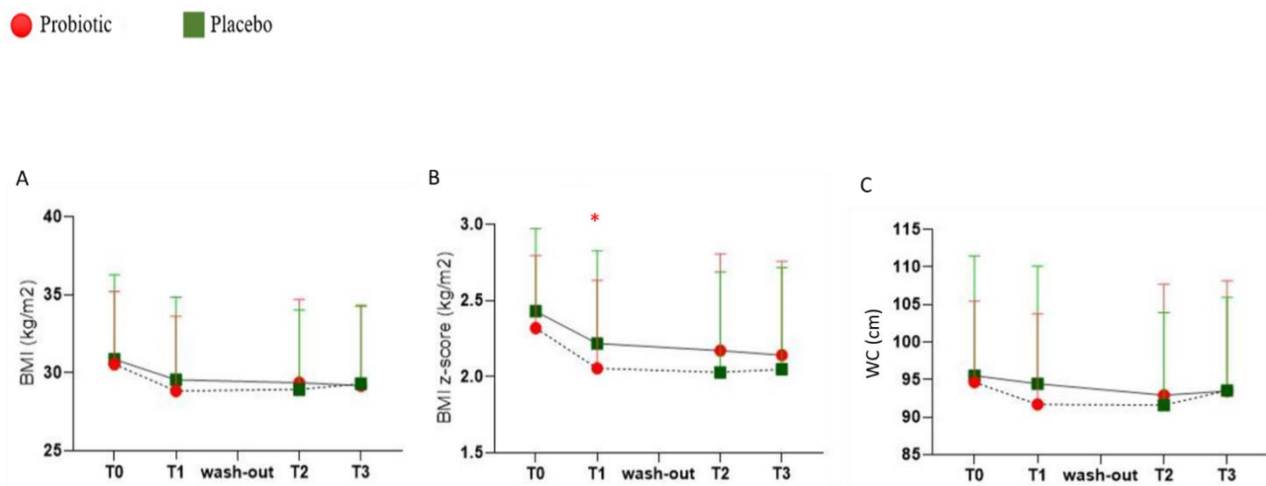 Probiotic Placebo
A
BMI (kg/m2)
40
35
30
25
T0 T1 wash-out T2 T3
B
*
BMI z-score (kg/m2)
3.0
2.5
2.0
1.5
T0 T1 wash-out T2 T3
C
WC (cm)
115
110
105
100
95
90
85
T0 T1 wash-out T2 T3